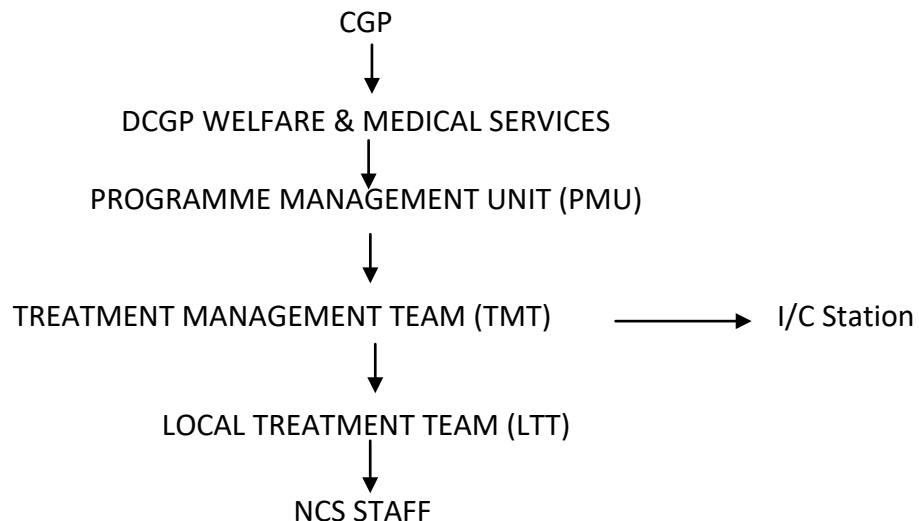 CGP
DCGP WELFARE & MEDICAL SERVICES
PROGRAMME MANAGEMENT UNIT (PMU)
TREATMENT MANAGEMENT TEAM (TMT) I/C Station
LOCAL TREATMENT TEAM (LTT)
NCS STAFF